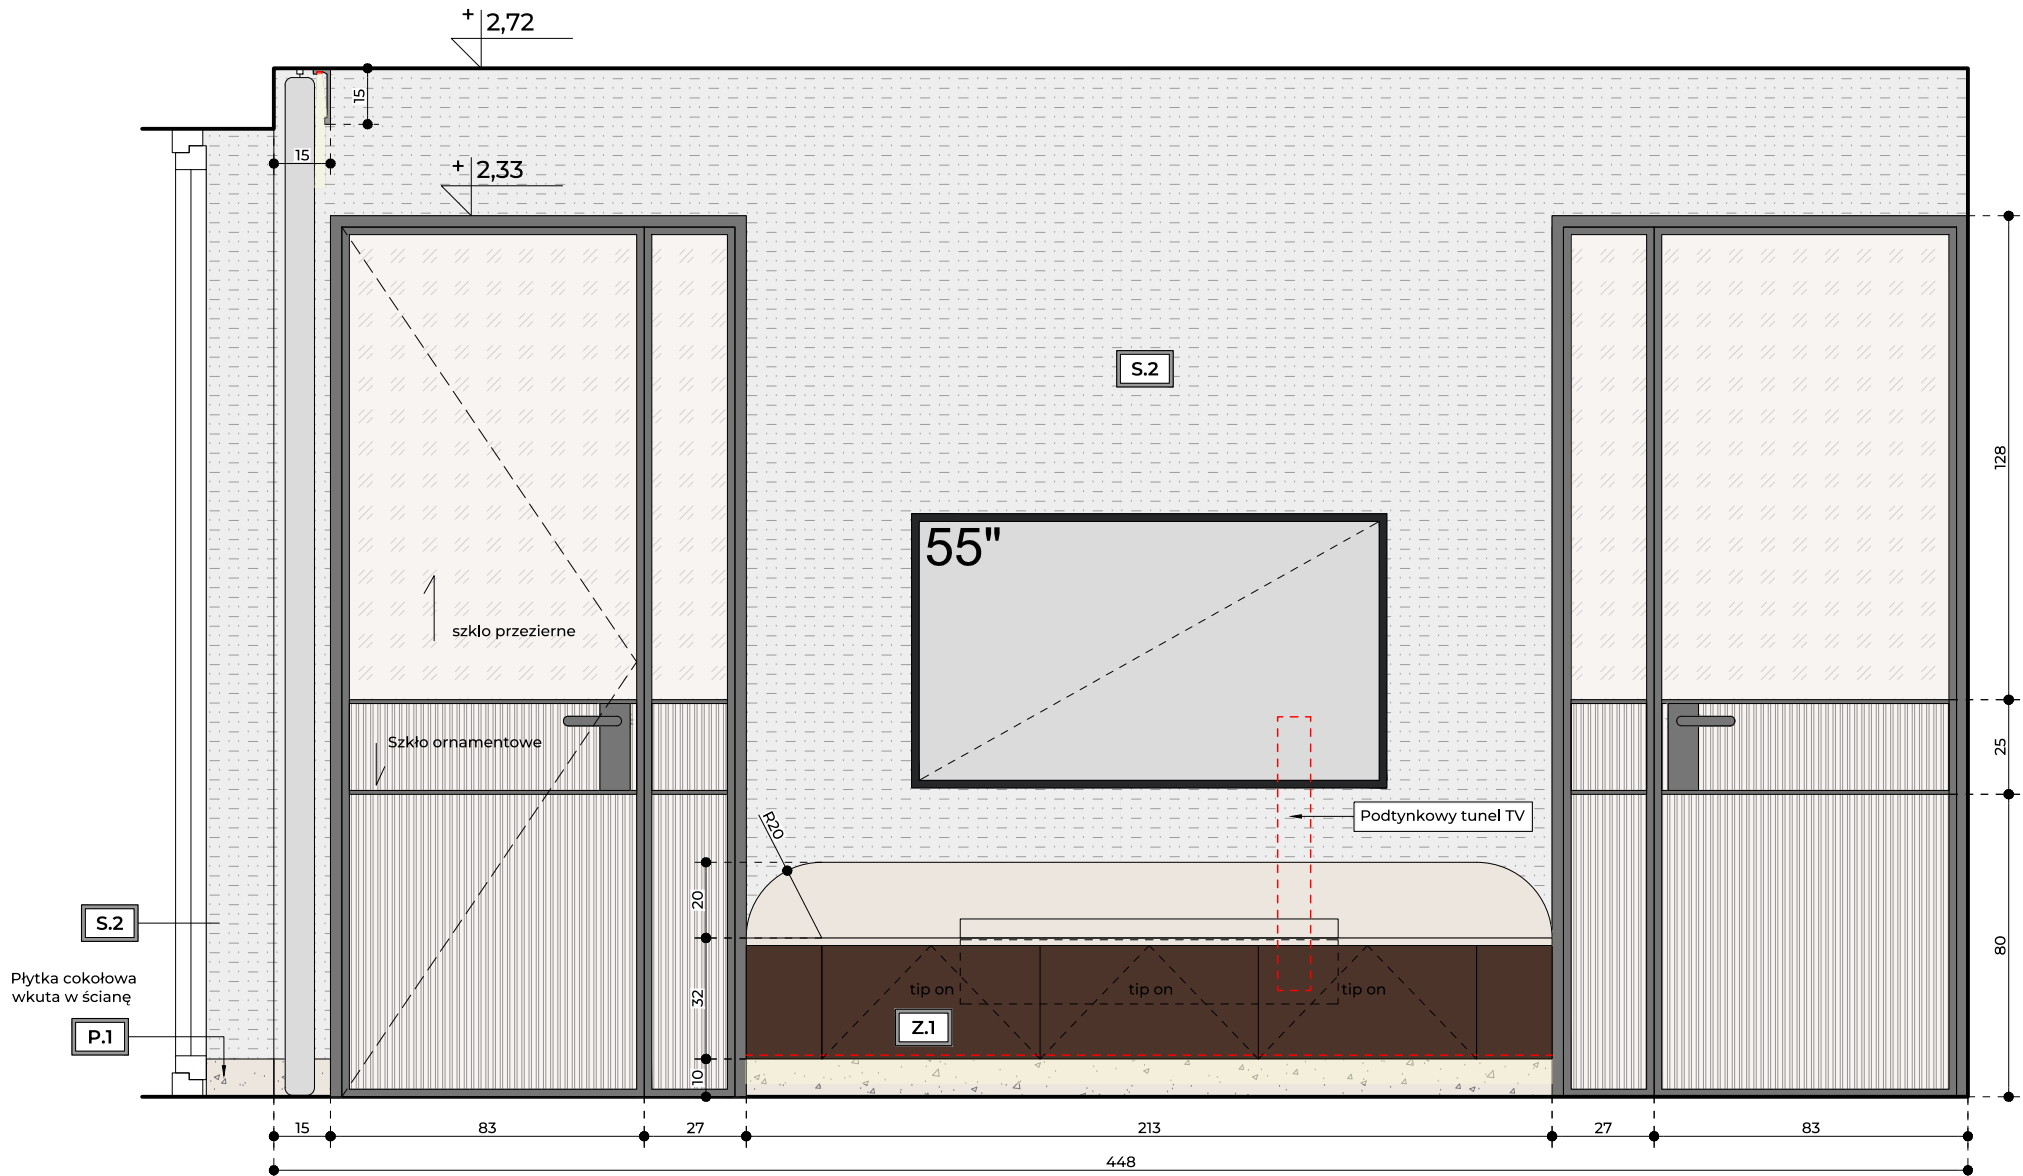 + 2,72
15
15
+ 2,33
S.2
128
55"
szkło przezierne
Szkło ornamentowe
25
R20
Podtynkowy tunel TV
20
S.2
80
Płytka cokołowa
wkuta w ścianę
tip on
tip on
tip on
32
Z.1
P.1
10
15
83
27
213
27
83
448